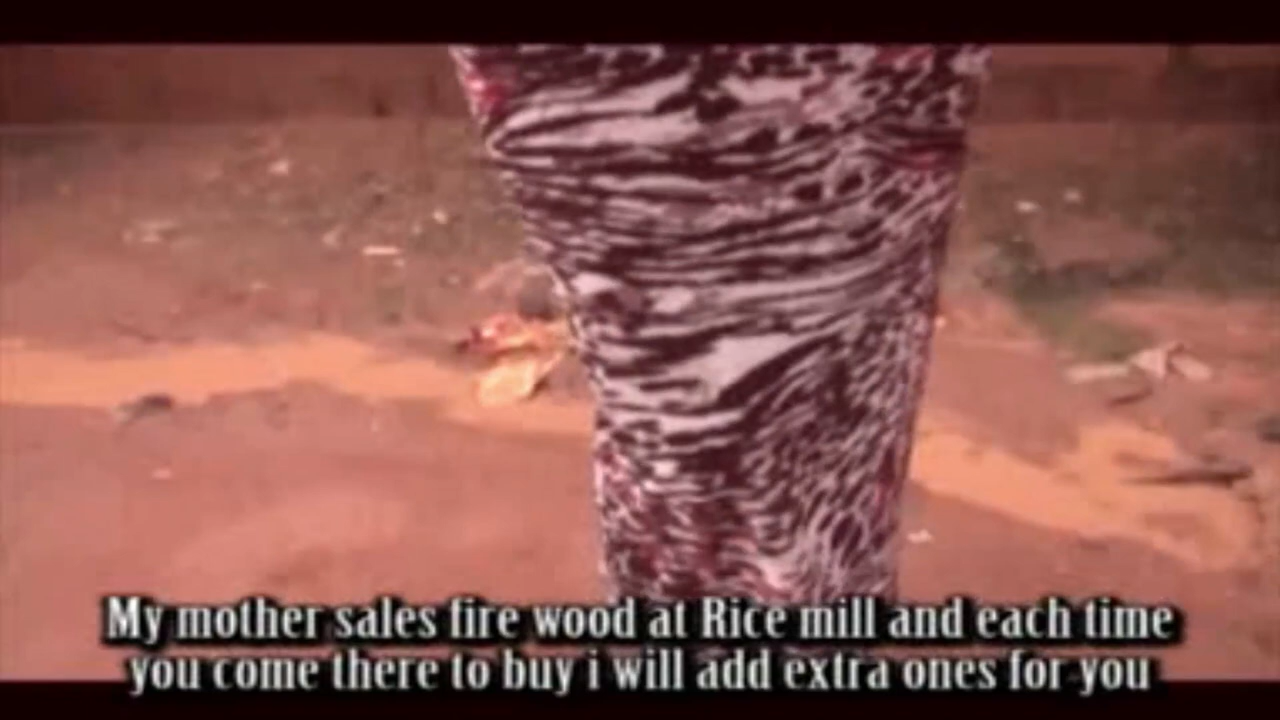 My mother sales fire wood at Rice mill and each time
you come there to buy i will add extra ones for you